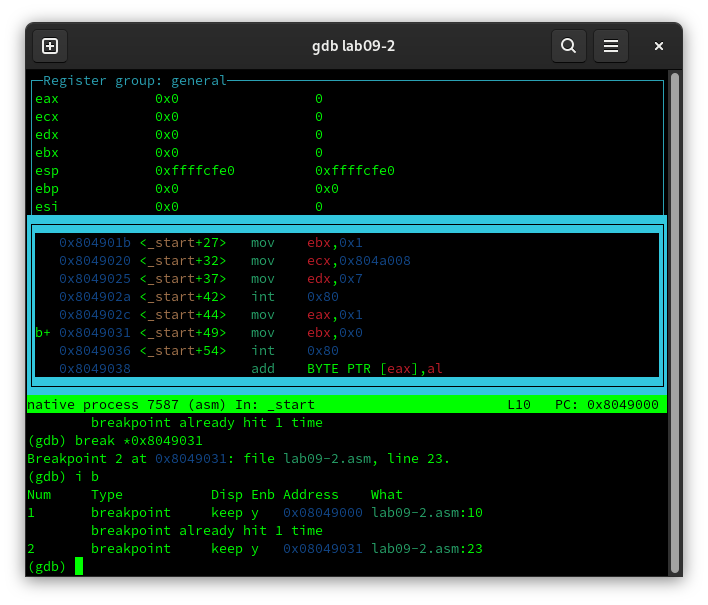 gdb lab09-2
Register group: general
eax 0x0 0
ecx 0x0 0
edx 0x0 0
ebx 0x0 0
esp 0xffffcfe0 0xffffcfe0
ebp 0x0 0x0
esi 0x0 0
0x804901b <_start+27> mov ebx,0x1
0x8049020 <_start+32> mov ecx,0x804a008
0x8049025 <_start+37> mov edx,0x7
0x804902a <_start+42> int 0x80
0x804902c <_start+44> mov eax,0x1
b+ 0x8049031 <_start+49> mov ebx,0x0
0x8049036 <_start+54> int 0x80
0x8049038 add BYTE PTR [eax],al
native process 7587 (asm) In: _start L10 PC: 0x8049000
breakpoint already hit 1 time
(gdb) break *0x8049031
Breakpoint 2 at 0x8049031: file lab09-2.asm, line 23.
(gdb) i b
Num Type Disp Enb Address What
1 breakpoint keep y 0x08049000 lab09-2.asm:10
breakpoint already hit 1 time
2 breakpoint keep y 0x08049031 lab09-2.asm:23
(gdb)